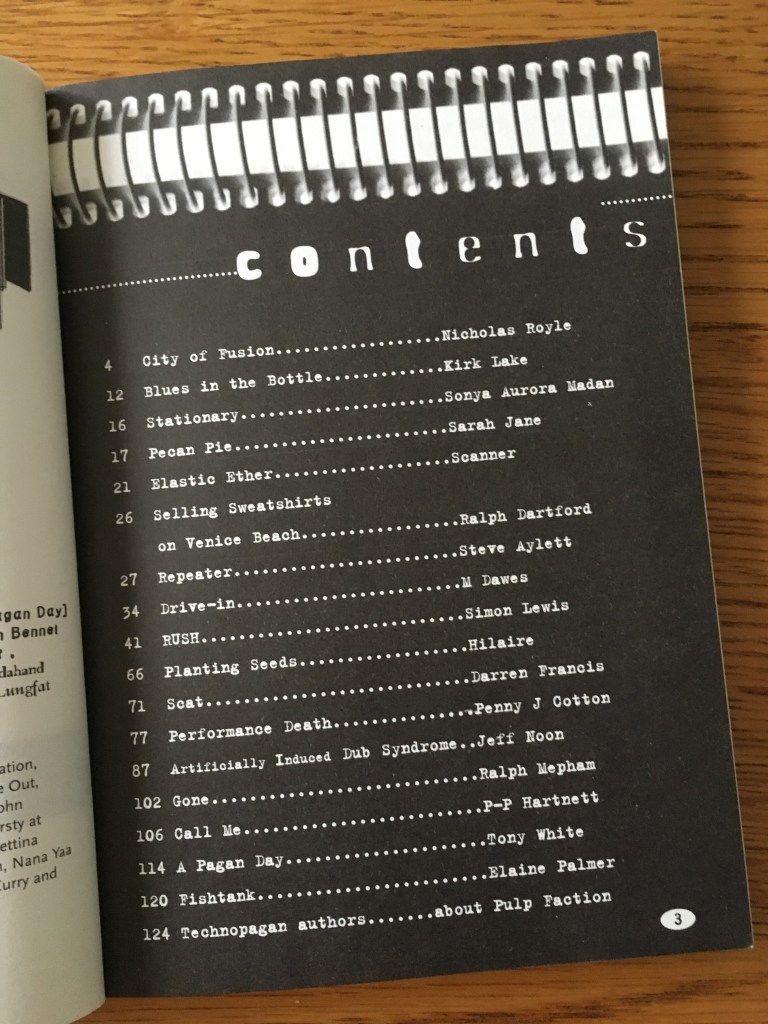 agan Day]
Bennet
dahand
Lungfat
ation,
e Out,
ohn
rsty at
ettina
, Nana Yaa
Curry and
contents
4 City of Fusion..................Nicholas Royle
12 Blues in the Bottle.............Kirk Lake
16 Stationary......................Sonya Aurora Madan
17 Pecan Pie.......................Sarah Jane
21 Elastic Ether...................Scanner
26 Selling Sweatshirts
on Venice Beach.................Ralph Dartford
27 Repeater........................Steve Aylett
34 Drive-in........................M Dawes
41 RUSH............................Simon Lewis
66 Planting Seeds..................Hilaire
71 Scat............................Darren Francis
77 Performance Death...............Penny J Cotton
87 Artificially Induced Dub Syndrome..Jeff Noon
102 Gone............................Ralph Mepham
106 Call Me.........................P-P Hartnett
114 A Pagan Day.....................Tony White
120 Fishtank........................Elaine Palmer
124 Technopagan authors.......about Pulp Faction
3